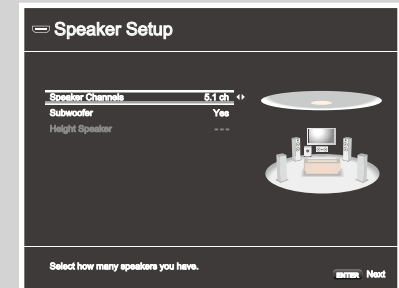 Speaker Setup
Speaker Channels 5.1 ch
Subwoofer Yes
Height Speaker ---
Select how many speakers you have.
ENTER Next